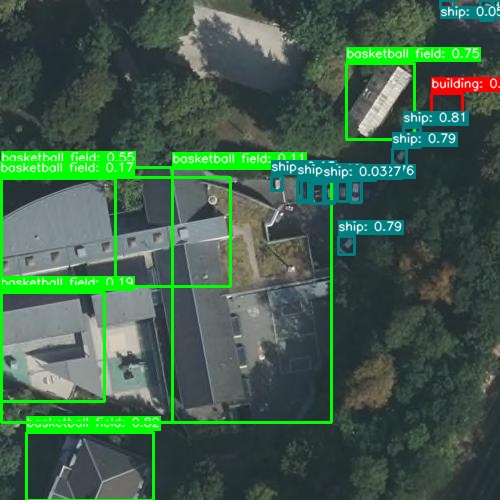 ship: 0.05
basketball field: 0.75
building: 0.
ship: 0.81
ship: 0.79
basketball field: 0.55
basketball field: 0.11
basketball field: 0.17
ship: 0.79
basketball field: 0.19
basketball field: 0.82